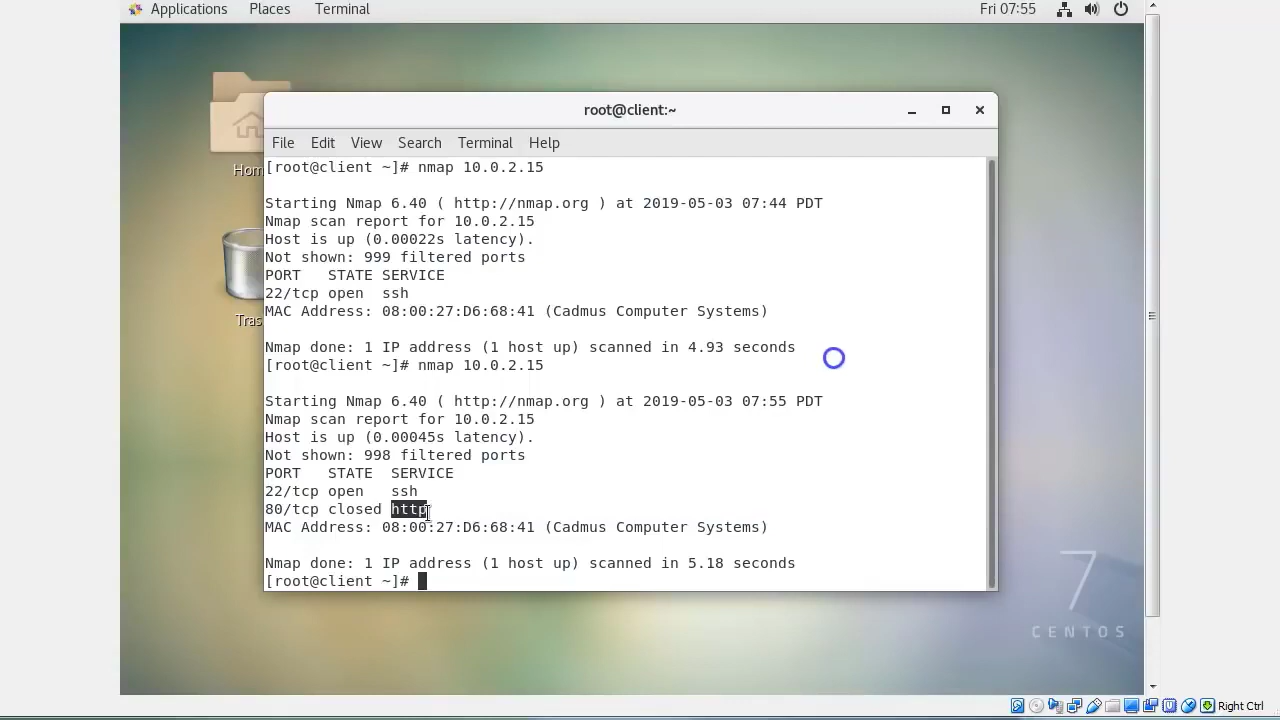 Applications Places Terminal Fri 07:55
Home
Tras
root@client:~
File Edit View Search Terminal Help
[root@client ~]# nmap 10.0.2.15
Starting Nmap 6.40 ( http://nmap.org ) at 2019-05-03 07:44 PDT
Nmap scan report for 10.0.2.15
Host is up (0.00022s latency).
Not shown: 999 filtered ports
PORT   STATE SERVICE
22/tcp open  ssh
MAC Address: 08:00:27:D6:68:41 (Cadmus Computer Systems)
Nmap done: 1 IP address (1 host up) scanned in 4.93 seconds
[root@client ~]# nmap 10.0.2.15
Starting Nmap 6.40 ( http://nmap.org ) at 2019-05-03 07:55 PDT
Nmap scan report for 10.0.2.15
Host is up (0.00045s latency).
Not shown: 998 filtered ports
PORT   STATE  SERVICE
22/tcp open   ssh
80/tcp closed http
MAC Address: 08:00:27:D6:68:41 (Cadmus Computer Systems)
Nmap done: 1 IP address (1 host up) scanned in 5.18 seconds
[root@client ~]#
7
CENTOS
Right Ctrl